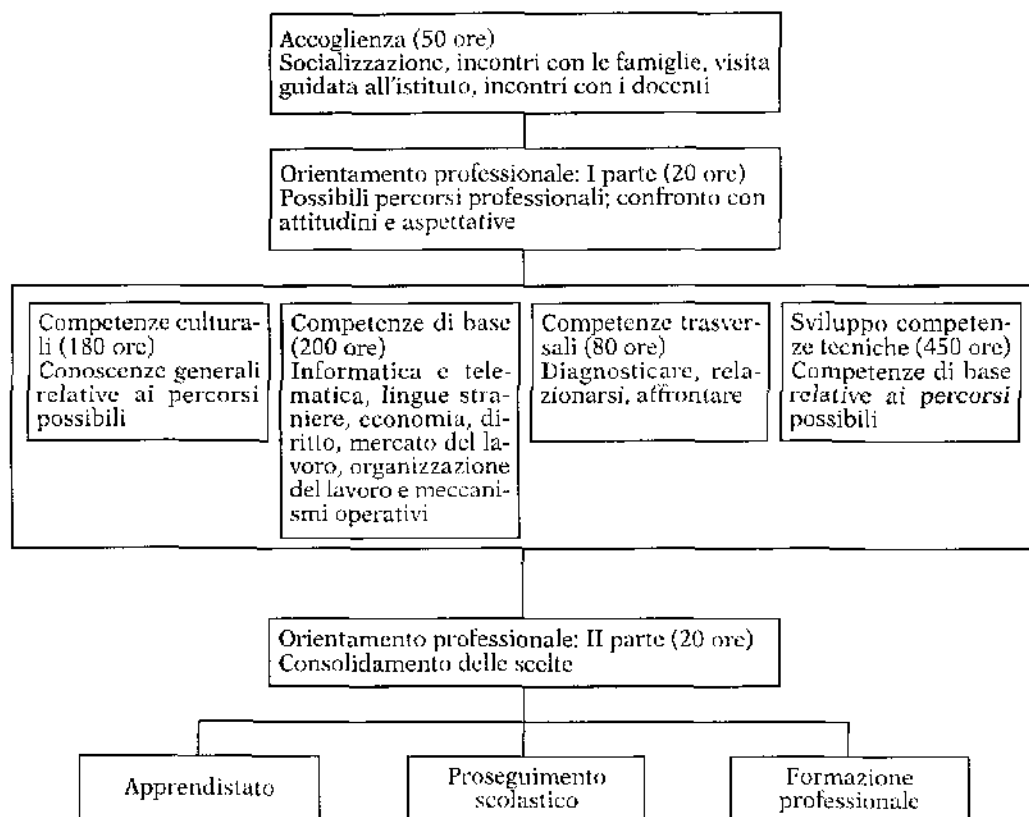 Accoglienza (50 ore)
Socializzazione, incontri con le famiglie, visita
guidata all'istituto, incontri con i docenti
Orientamento professionale: I parte (20 ore)
Possibili percorsi professionali; confronto con
attitudini e aspettative
Competenze cultura-
li (180 ore)
Conoscenze generali
relative ai percorsi
possibili
Competenze di base
(200 ore)
Informatica e tele-
matica, lingue stra-
niere, economia, di-
ritto, mercato del la-
voro, organizzazione
del lavoro e meccani-
smi operativi
Competenze trasver-
sali (80 ore)
Diagnosticare, rela-
zionarsi, affrontare
Sviluppo competen-
ze tecniche (450 ore)
Competenze di base
relative ai percorsi
possibili
Orientamento professionale: II parte (20 ore)
Consolidamento delle scelte
Apprendistato
Proseguimento
scolastico
Formazione
professionale